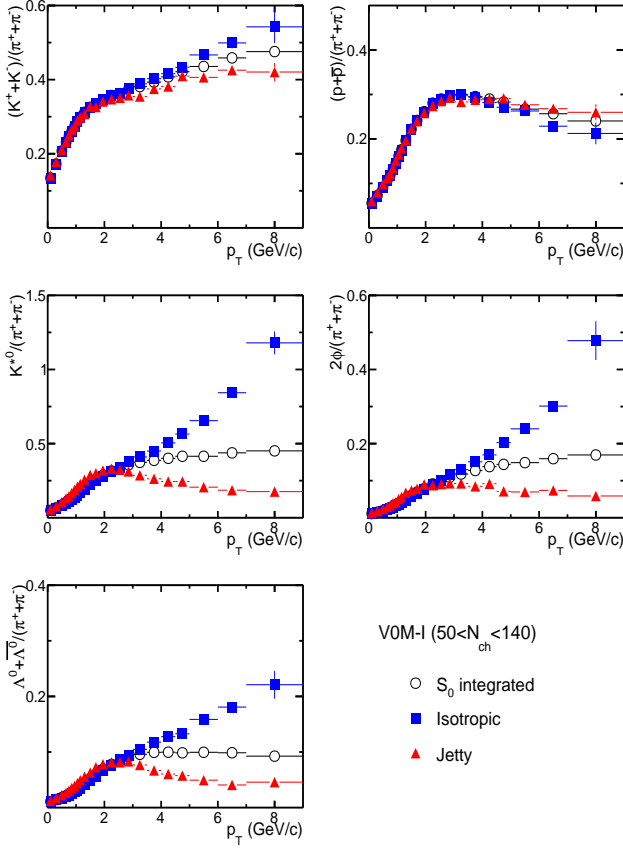 (K⁺+K⁻)/(π⁺+π⁻)
0.6
0.4
0.2
0 2 4 6 8
p_T (GeV/c)
(p+p̅)/(π⁺+π⁻)
0.6
0.4
0.2
0 2 4 6 8
p_T (GeV/c)
K*⁰/(π⁺+π⁻)
1.5
1
0.5
0 2 4 6 8
p_T (GeV/c)
2ϕ/(π⁺+π⁻)
0.6
0.4
0.2
0 2 4 6 8
p_T (GeV/c)
Λ⁰+Λ̅⁰/(π⁺+π⁻)
0.4
0.2
0 2 4 6 8
p_T (GeV/c)
V0M-I (50<N_ch<140)
S₀ integrated
Isotropic
Jetty